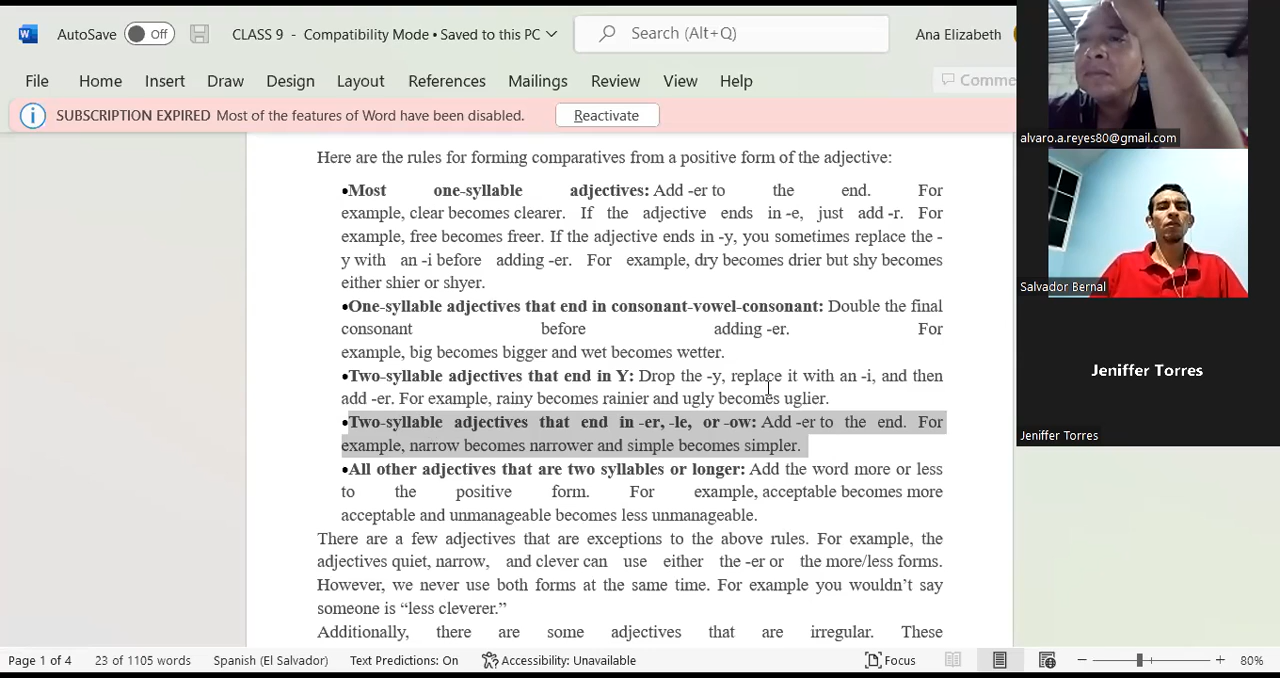 AutoSave Off CLASS 9 - Compatibility Mode • Saved to this PC Search (Alt+Q) Ana Elizabeth
File Home Insert Draw Design Layout References Mailings Review View Help Comme
SUBSCRIPTION EXPIRED Most of the features of Word have been disabled. Reactivate
Here are the rules for forming comparatives from a positive form of the adjective:
•Most one-syllable adjectives: Add -er to the end. For
example, clear becomes clearer. If the adjective ends in -e, just add -r. For
example, free becomes freer. If the adjective ends in -y, you sometimes replace the -
y with an -i before adding -er. For example, dry becomes drier but shy becomes
either shier or shyer.
•One-syllable adjectives that end in consonant-vowel-consonant: Double the final
consonant before adding -er. For
example, big becomes bigger and wet becomes wetter.
•Two-syllable adjectives that end in Y: Drop the -y, replace it with an -i, and then
add -er. For example, rainy becomes rainier and ugly becomes uglier.
•Two-syllable adjectives that end in -er, -le, or -ow: Add -er to the end. For
example, narrow becomes narrower and simple becomes simpler.
•All other adjectives that are two syllables or longer: Add the word more or less
to the positive form. For example, acceptable becomes more
acceptable and unmanageable becomes less unmanageable.
There are a few adjectives that are exceptions to the above rules. For example, the
adjectives quiet, narrow, and clever can use either the -er or the more/less forms.
However, we never use both forms at the same time. For example you wouldn’t say
someone is “less cleverer.”
Additionally, there are some adjectives that are irregular. These
Page 1 of 4 23 of 1105 words Spanish (El Salvador) Text Predictions: On Accessibility: Unavailable Focus 80%
alvaro.a.reyes80@gmail.com
Salvador Bernal
Jeniffer Torres
Jeniffer Torres